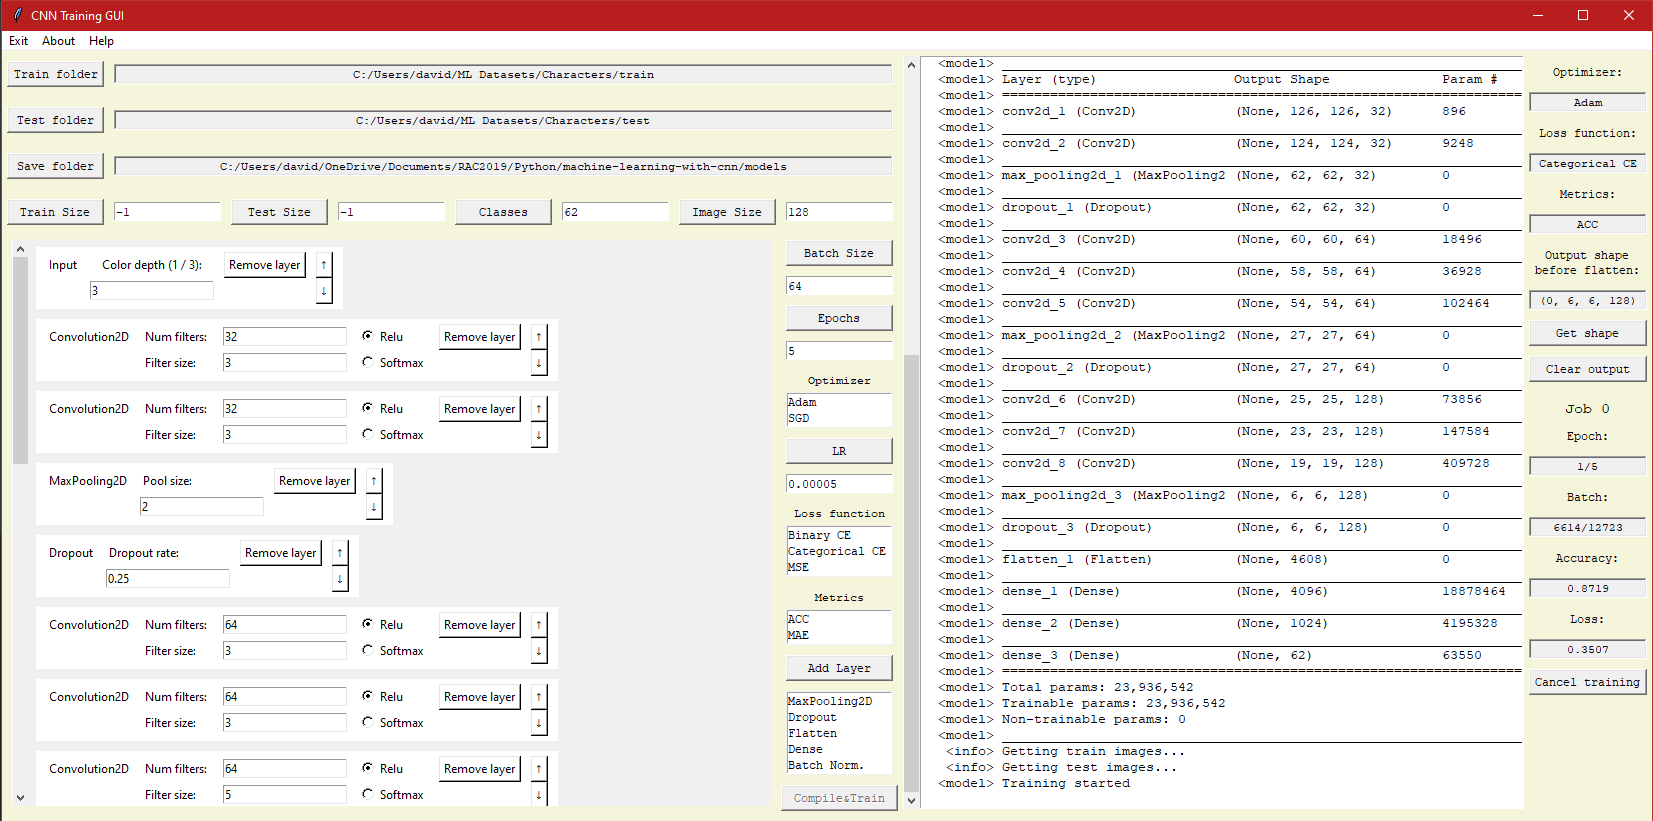 CNN Training GUI
Exit About Help
Train folder C:/Users/david/ML Datasets/Characters/train
Test folder C:/Users/david/ML Datasets/Characters/test
Save folder C:/Users/david/OneDrive/Documents/RAC2019/Python/machine-learning-with-cnn/models
Train Size -1 Test Size -1 Classes 62 Image Size 128
Input Color depth (1 / 3): Remove layer ↑
3 ↓
Convolution2D Num filters: 32 Relu Remove layer ↑
Filter size: 3 Softmax ↓
Convolution2D Num filters: 32 Relu Remove layer ↑
Filter size: 3 Softmax ↓
MaxPooling2D Pool size: Remove layer ↑
2 ↓
Dropout Dropout rate: Remove layer ↑
0.25 ↓
Convolution2D Num filters: 64 Relu Remove layer ↑
Filter size: 3 Softmax ↓
Convolution2D Num filters: 64 Relu Remove layer ↑
Filter size: 3 Softmax ↓
Convolution2D Num filters: 64 Relu Remove layer ↑
Filter size: 5 Softmax ↓
Batch Size
64
Epochs
5
Optimizer
Adam
SGD
LR
0.00005
Loss function
Binary CE
Categorical CE
MSE
Metrics
ACC
MAE
Add Layer
MaxPooling2D
Dropout
Flatten
Dense
Batch Norm.
Compile&Train
<model> ________________________________________________________________
<model> Layer (type) Output Shape Param #
<model> ================================================================
<model> conv2d_1 (Conv2D) (None, 126, 126, 32) 896
<model> ________________________________________________________________
<model> conv2d_2 (Conv2D) (None, 124, 124, 32) 9248
<model> ________________________________________________________________
<model> max_pooling2d_1 (MaxPooling2 (None, 62, 62, 32) 0
<model> ________________________________________________________________
<model> dropout_1 (Dropout) (None, 62, 62, 32) 0
<model> ________________________________________________________________
<model> conv2d_3 (Conv2D) (None, 60, 60, 64) 18496
<model> ________________________________________________________________
<model> conv2d_4 (Conv2D) (None, 58, 58, 64) 36928
<model> ________________________________________________________________
<model> conv2d_5 (Conv2D) (None, 54, 54, 64) 102464
<model> ________________________________________________________________
<model> max_pooling2d_2 (MaxPooling2 (None, 27, 27, 64) 0
<model> ________________________________________________________________
<model> dropout_2 (Dropout) (None, 27, 27, 64) 0
<model> ________________________________________________________________
<model> conv2d_6 (Conv2D) (None, 25, 25, 128) 73856
<model> ________________________________________________________________
<model> conv2d_7 (Conv2D) (None, 23, 23, 128) 147584
<model> ________________________________________________________________
<model> conv2d_8 (Conv2D) (None, 19, 19, 128) 409728
<model> ________________________________________________________________
<model> max_pooling2d_3 (MaxPooling2 (None, 6, 6, 128) 0
<model> ________________________________________________________________
<model> dropout_3 (Dropout) (None, 6, 6, 128) 0
<model> ________________________________________________________________
<model> flatten_1 (Flatten) (None, 4608) 0
<model> ________________________________________________________________
<model> dense_1 (Dense) (None, 4096) 18878464
<model> ________________________________________________________________
<model> dense_2 (Dense) (None, 1024) 4195328
<model> ________________________________________________________________
<model> dense_3 (Dense) (None, 62) 63550
<model> ================================================================
<model> Total params: 23,936,542
<model> Trainable params: 23,936,542
<model> Non-trainable params: 0
<model> ________________________________________________________________
<info> Getting train images...
<info> Getting test images...
<model> Training started
Optimizer:
Adam
Loss function:
Categorical CE
Metrics:
ACC
Output shape
before flatten:
(0, 6, 6, 128)
Get shape
Clear output
Job 0
Epoch:
1/5
Batch:
6614/12723
Accuracy:
0.8719
Loss:
0.3507
Cancel training